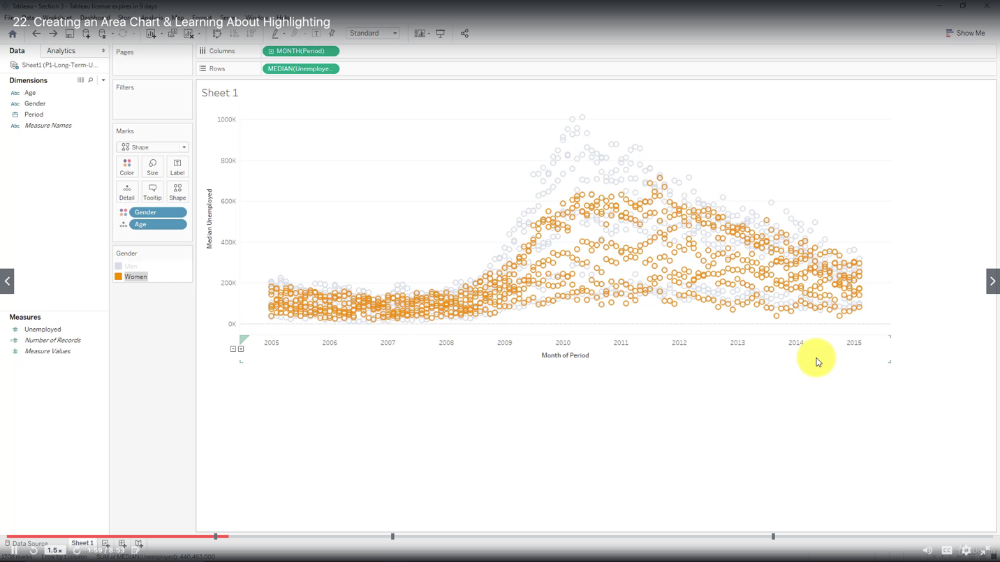 Tableau - Section 3 - Tableau license expires in 9 days
File Data Worksheet Dashboard Story Analysis Map Format Server Window Help
22. Creating an Area Chart & Learning About Highlighting
Standard
Show Me
Data
Analytics
Pages
Columns
MONTH(Period)
Sheet1 (P1-Long-Term-U...
Rows
MEDIAN(Unemploye..
Dimensions
Abc Age
Abc Gender
Period
Abc Measure Names
Filters
Marks
Shape
Color
Size
Label
Detail
Tooltip
Shape
Gender
Age
Gender
Men
Women
Measures
Unemployed
Number of Records
Measure Values
Sheet 1
Median Unemployed
1000K
800K
600K
400K
200K
0K
2005 2006 2007 2008 2009 2010 2011 2012 2013 2014 2015
Month of Period
Data Source
Sheet 1
1.5x
1:59 / 8:53
CC
1708 marks 1 row by 1 column SUM of MEDIAN(Unemployed): 440,463,000